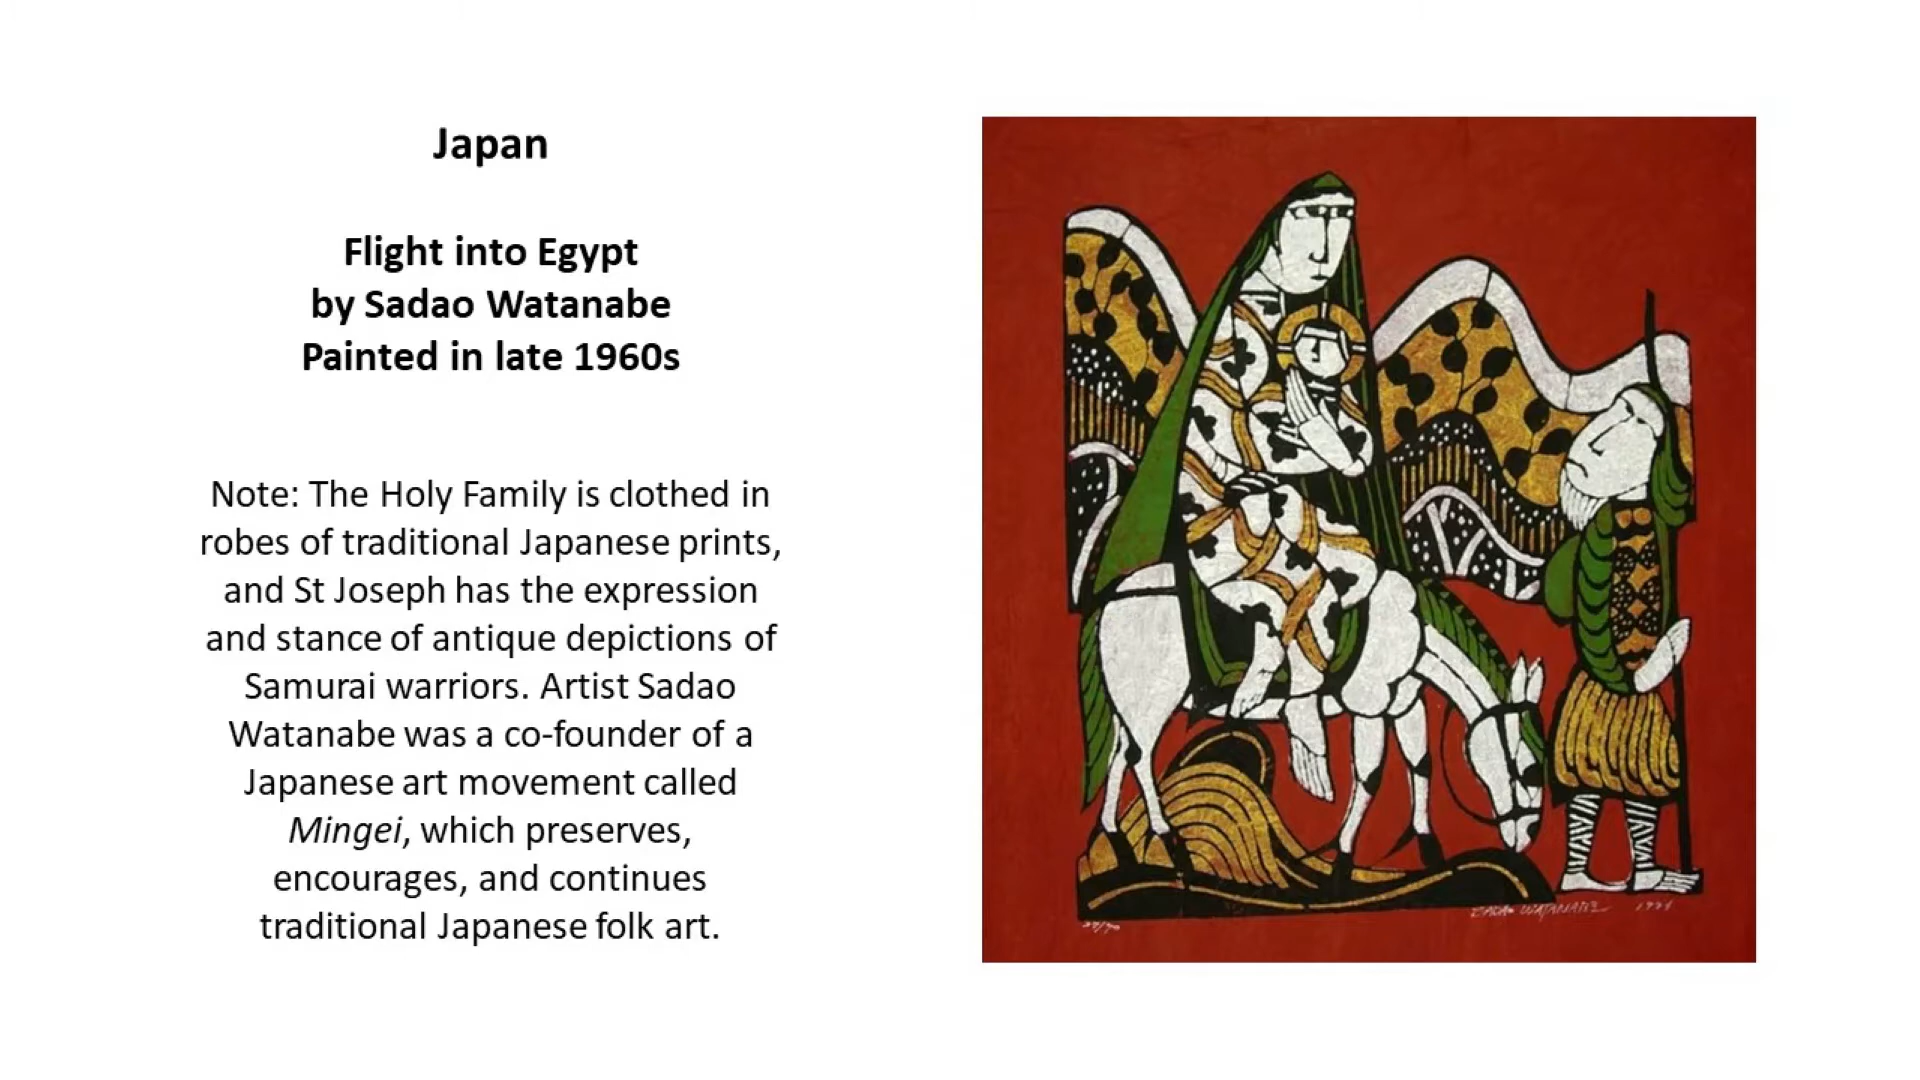 Japan
Flight into Egypt
by Sadao Watanabe
Painted in late 1960s
Note: The Holy Family is clothed in
robes of traditional Japanese prints,
and St Joseph has the expression
and stance of antique depictions of
Samurai warriors. Artist Sadao
Watanabe was a co-founder of a
Japanese art movement called
Mingei, which preserves,
encourages, and continues
traditional Japanese folk art.
SADAO WATANABE